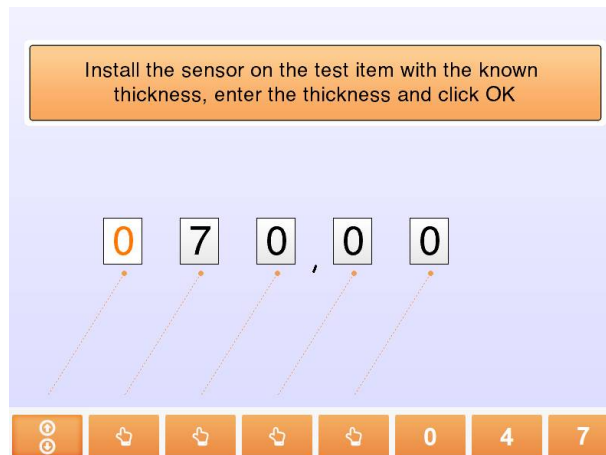 Install the sensor on the test item with the known
thickness, enter the thickness and click OK
0 7 0 , 0 0
0 4 7